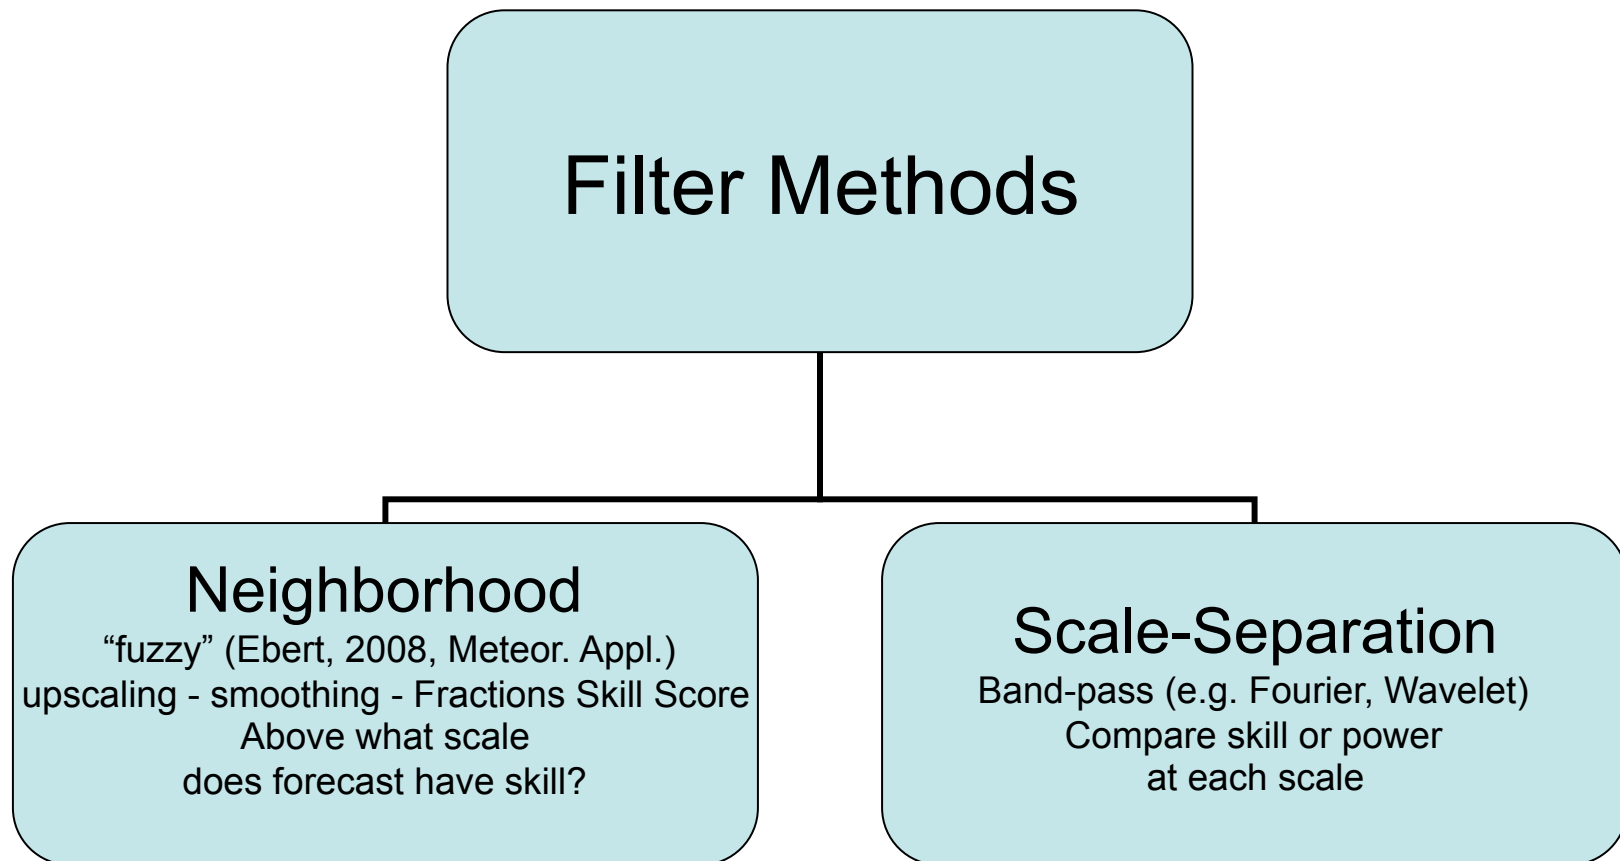 Filter Methods
Neighborhood
“fuzzy” (Ebert, 2008, Meteor. Appl.)
upscaling - smoothing - Fractions Skill Score
Above what scale
does forecast have skill?
Scale-Separation
Band-pass (e.g. Fourier, Wavelet)
Compare skill or power
at each scale